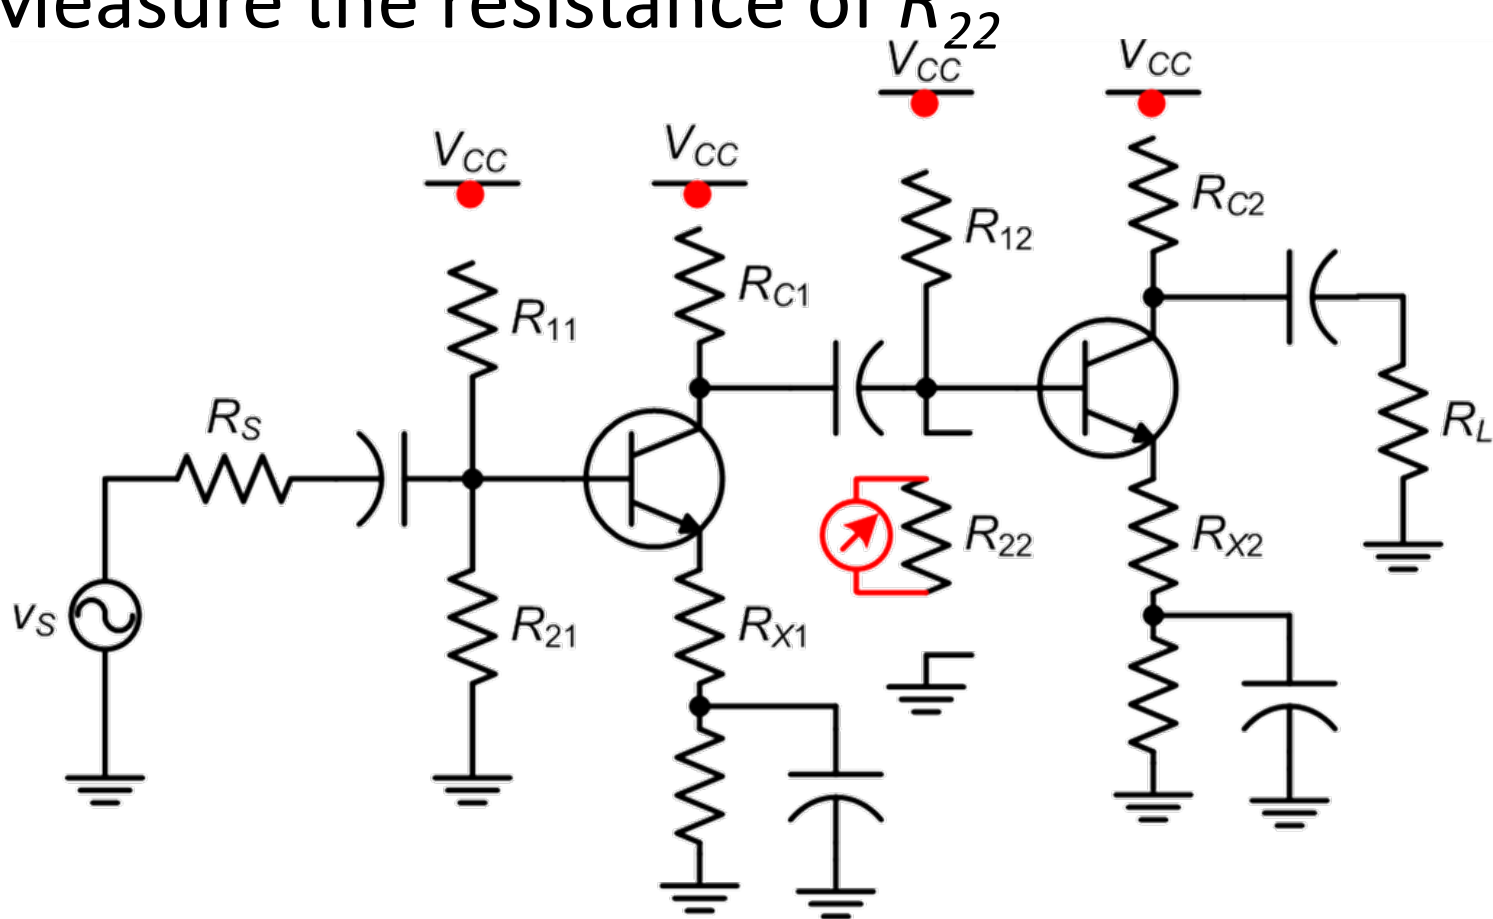 Measure the resistance of R22
VCC
VCC
VCC
VCC
RC2
R12
RC1
R11
RS
RL
R22
RX2
vS
R21
RX1